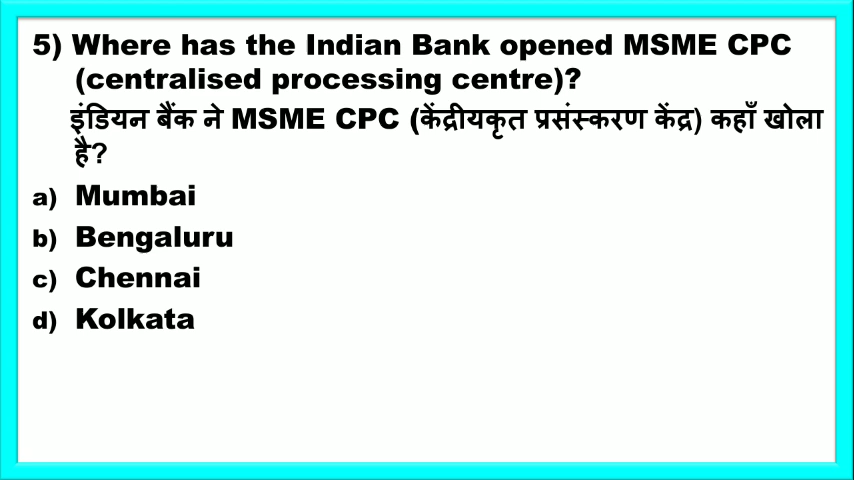 5) Where has the Indian Bank opened MSME CPC
(centralised processing centre)?
इंडियन बैंक ने MSME CPC (केंद्रीयकृत प्रसंस्करण केंद्र) कहाँ खोला
है?
a) Mumbai
b) Bengaluru
c) Chennai
d) Kolkata